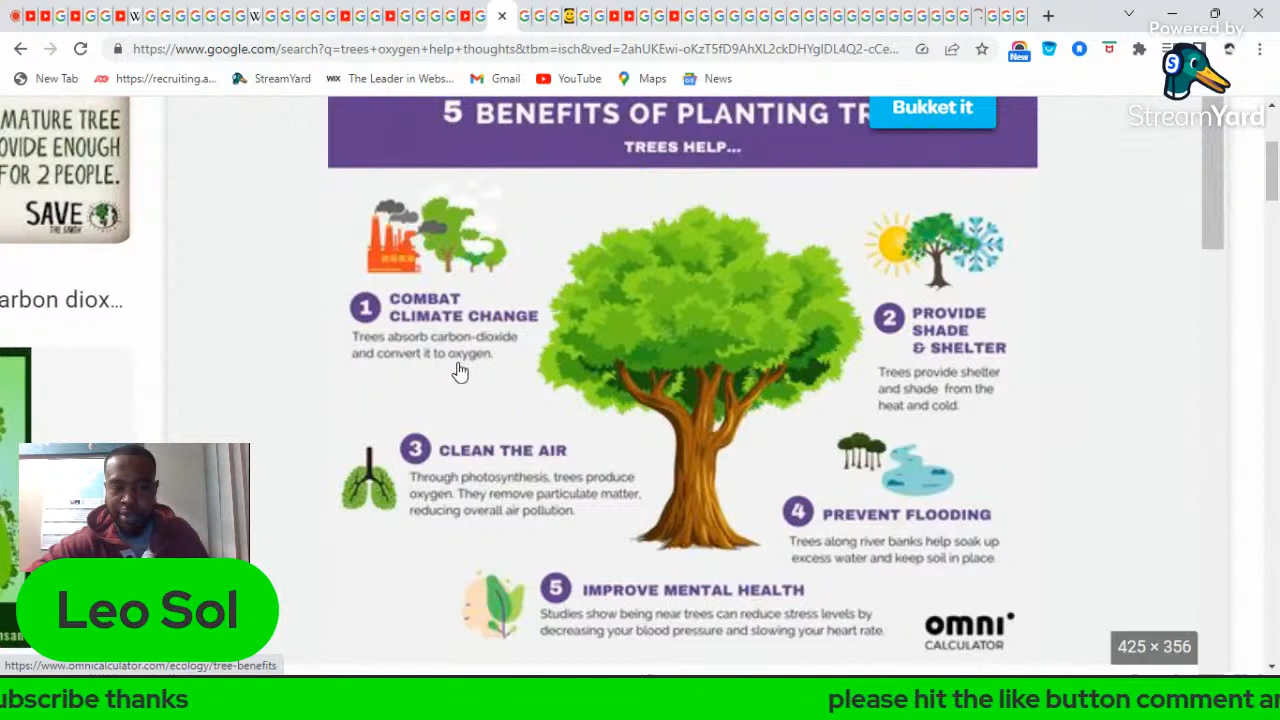 Powered by
StreamYard
https://www.google.com/search?q=trees+oxygen+help+thoughts&tbm=isch&ved=2ahUKEwi-oKzT5fD9AhXL2ckDHYgIDL4Q2-cCe...
New
New Tab
https://recruiting.a...
StreamYard
WIX
The Leader in Webs...
Gmail
YouTube
Maps
News
MATURE TREE
OVIDE ENOUGH
FOR 2 PEOPLE.
SAVE
THE EARTH
arbon diox...
5 BENEFITS OF PLANTING TR
Bukket it
TREES HELP...
1 COMBAT
CLIMATE CHANGE
Trees absorb carbon-dioxide
and convert it to oxygen.
2 PROVIDE
SHADE
& SHELTER
Trees provide shelter
and shade from the
heat and cold.
3 CLEAN THE AIR
Through photosynthesis, trees produce
oxygen. They remove particulate matter,
reducing overall air pollution.
4 PREVENT FLOODING
Trees along river banks help soak up
excess water and keep soil in place.
5 IMPROVE MENTAL HEALTH
Studies show being near trees can reduce stress levels by
decreasing your blood pressure and slowing your heart rate.
omni
CALCULATOR
425 × 356
Leo Sol
https://www.omnicalculator.com/ecology/tree-benefits
ubscribe thanks
please hit the like button comment an